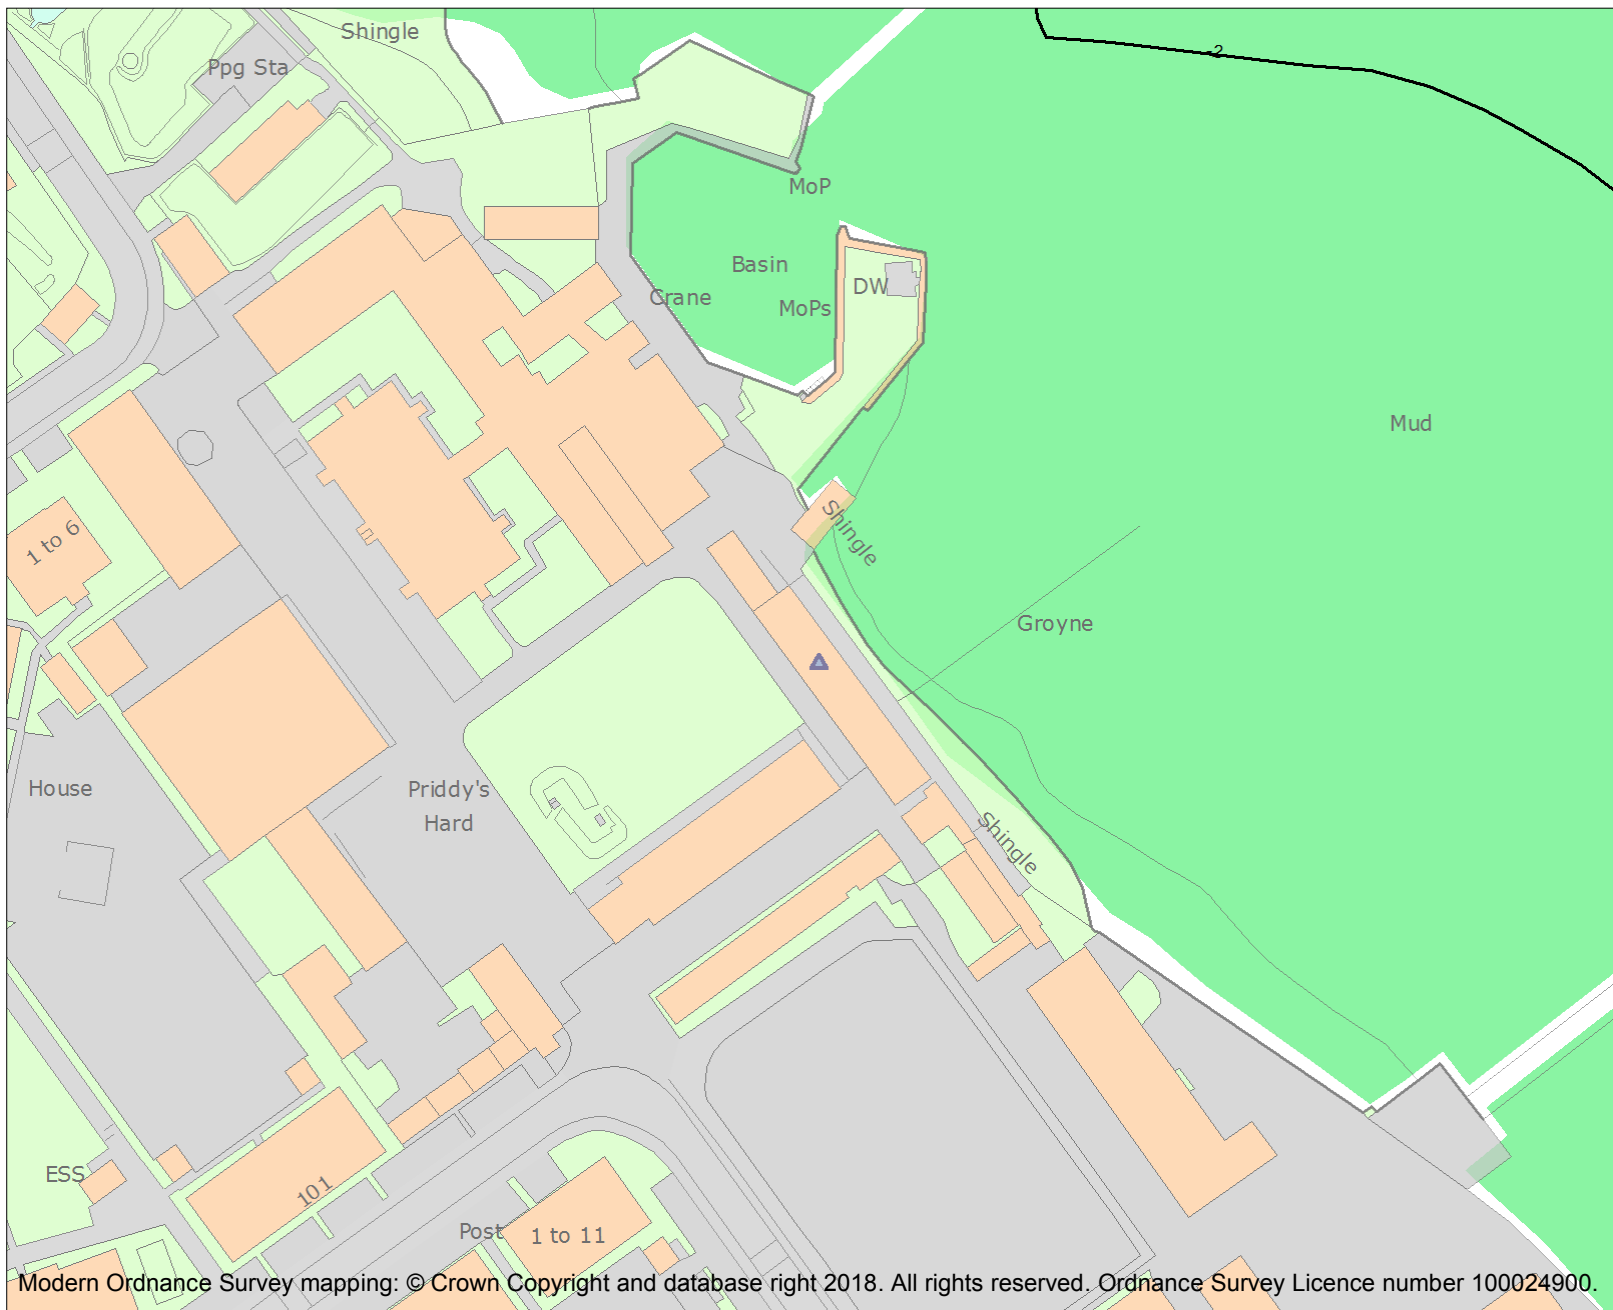 Shingle
-2
Ppg Sta
MoP
Basin
DW
Crane
MoPs
Mud
Shingle
1 to 6
Groyne
House
Priddy's
Hard
Shingle
ESS
101
Post
1 to 11
Modern Ordnance Survey mapping: © Crown Copyright and database right 2018. All rights reserved. Ordnance Survey Licence number 100024900.